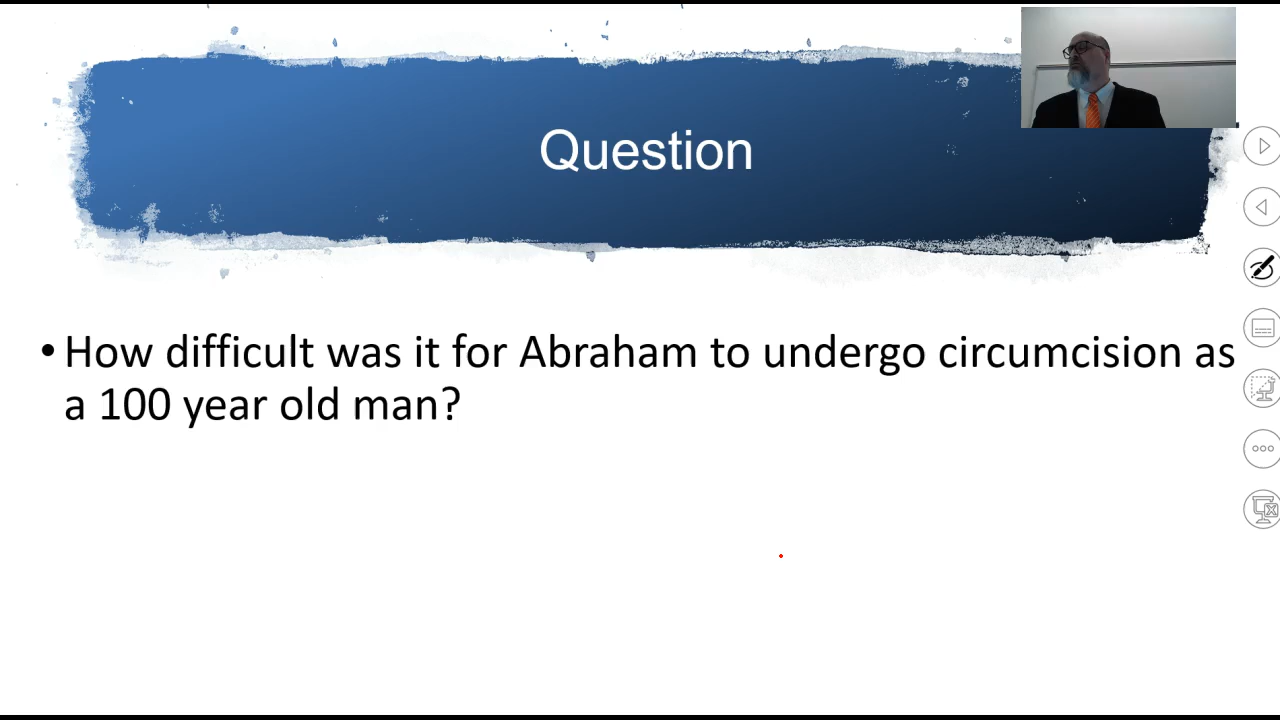 Question
• How difficult was it for Abraham to undergo circumcision as
a 100 year old man?